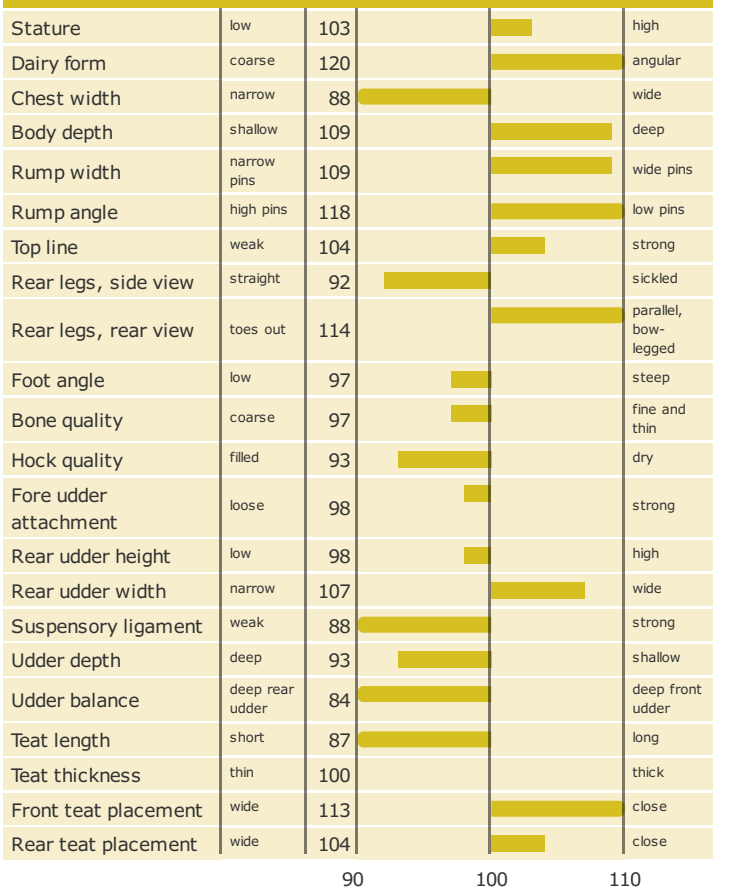 Stature low 103 high
Dairy form coarse 120 angular
Chest width narrow 88 wide
Body depth shallow 109 deep
Rump width narrow pins 109 wide pins
Rump angle high pins 118 low pins
Top line weak 104 strong
Rear legs, side view straight 92 sickled
Rear legs, rear view toes out 114 parallel, bow-legged
Foot angle low 97 steep
Bone quality coarse 97 fine and thin
Hock quality filled 93 dry
Fore udder attachment loose 98 strong
Rear udder height low 98 high
Rear udder width narrow 107 wide
Suspensory ligament weak 88 strong
Udder depth deep 93 shallow
Udder balance deep rear udder 84 deep front udder
Teat length short 87 long
Teat thickness thin 100 thick
Front teat placement wide 113 close
Rear teat placement wide 104 close
90 100 110